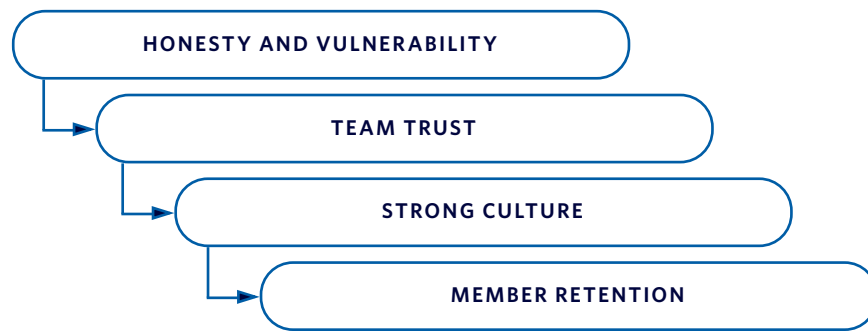 HONESTY AND VULNERABILITY
TEAM TRUST
STRONG CULTURE
MEMBER RETENTION